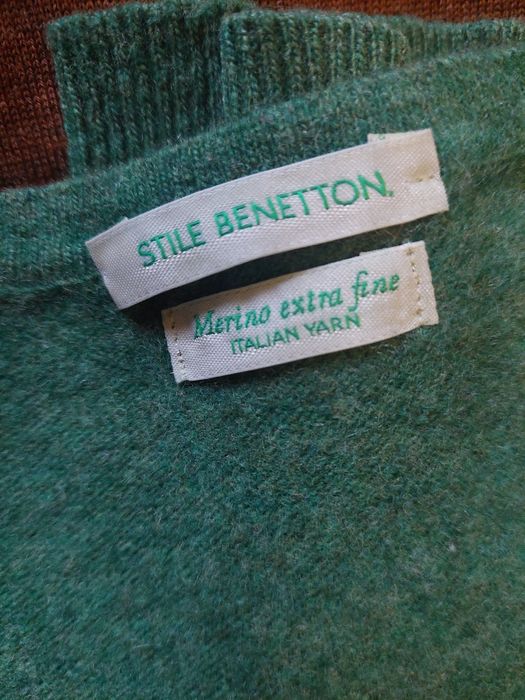 STILE BENETTON.
Merino extra fine
ITALIAN YARN